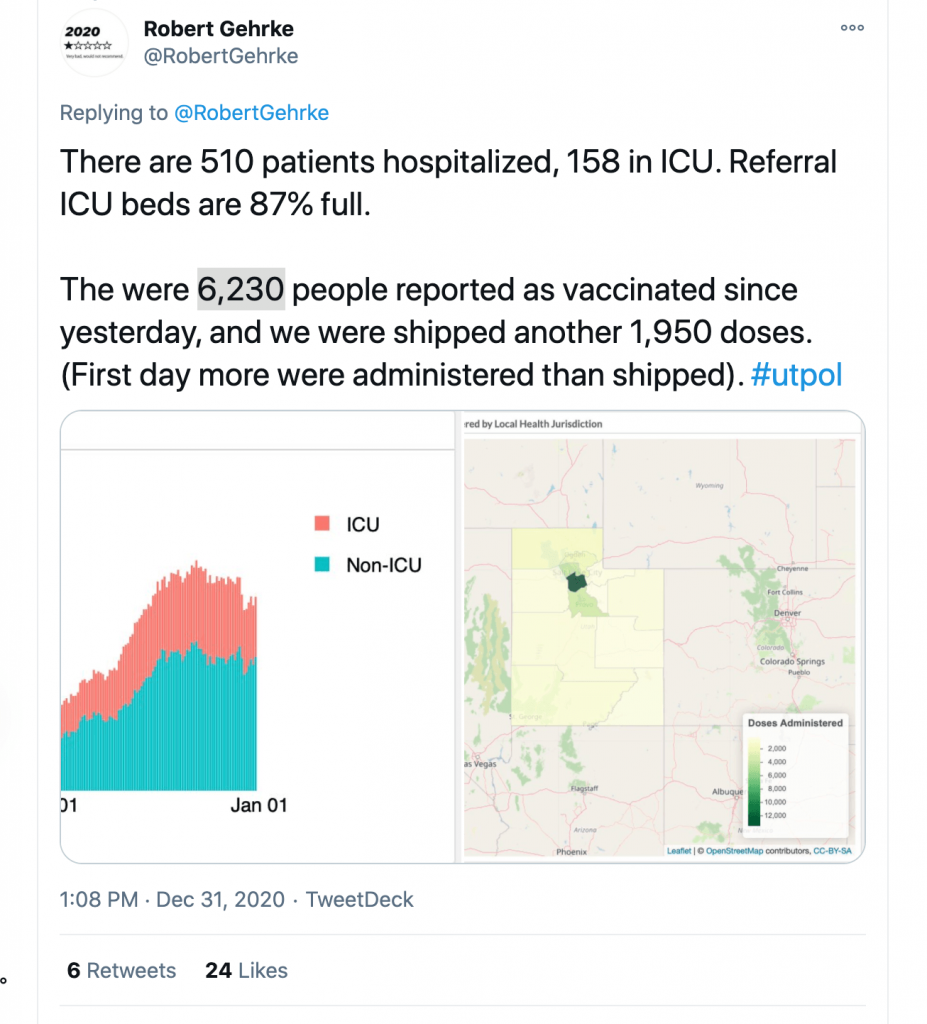 2020
★☆☆☆☆
Very bad, would not recommend.
Robert Gehrke
@RobertGehrke
Replying to @RobertGehrke
There are 510 patients hospitalized, 158 in ICU. Referral
ICU beds are 87% full.
The were 6,230 people reported as vaccinated since
yesterday, and we were shipped another 1,950 doses.
(First day more were administered than shipped). #utpol
ICU
Non-ICU
01
Jan 01
red by Local Health Jurisdiction
Wyoming
Cheyenne
Fort Collins
Denver
Colorado
Colorado Springs
Pueblo
Utah
St. George
as Vegas
Flagstaff
Albuque
Arizona
Phoenix
Doses Administered
2,000
4,000
6,000
8,000
10,000
12,000
Leaflet | © OpenStreetMap contributors, CC-BY-SA
1:08 PM · Dec 31, 2020 · TweetDeck
6 Retweets 24 Likes